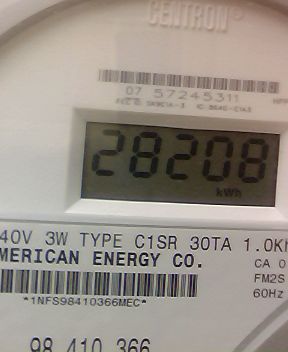 CENTRON®
07 57245311
28208
kWh
40V 3W TYPE C1SR 30TA 1.0Kh
MERICAN ENERGY CO.
CA 0
FM2S
60Hz
*1NFS98410366MEC*
98 410 366